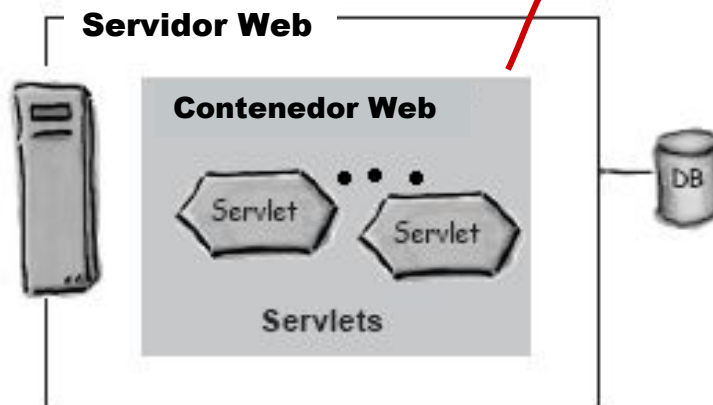 Servidor Web
Contenedor Web
Servlet
Servlet
DB
Servlets